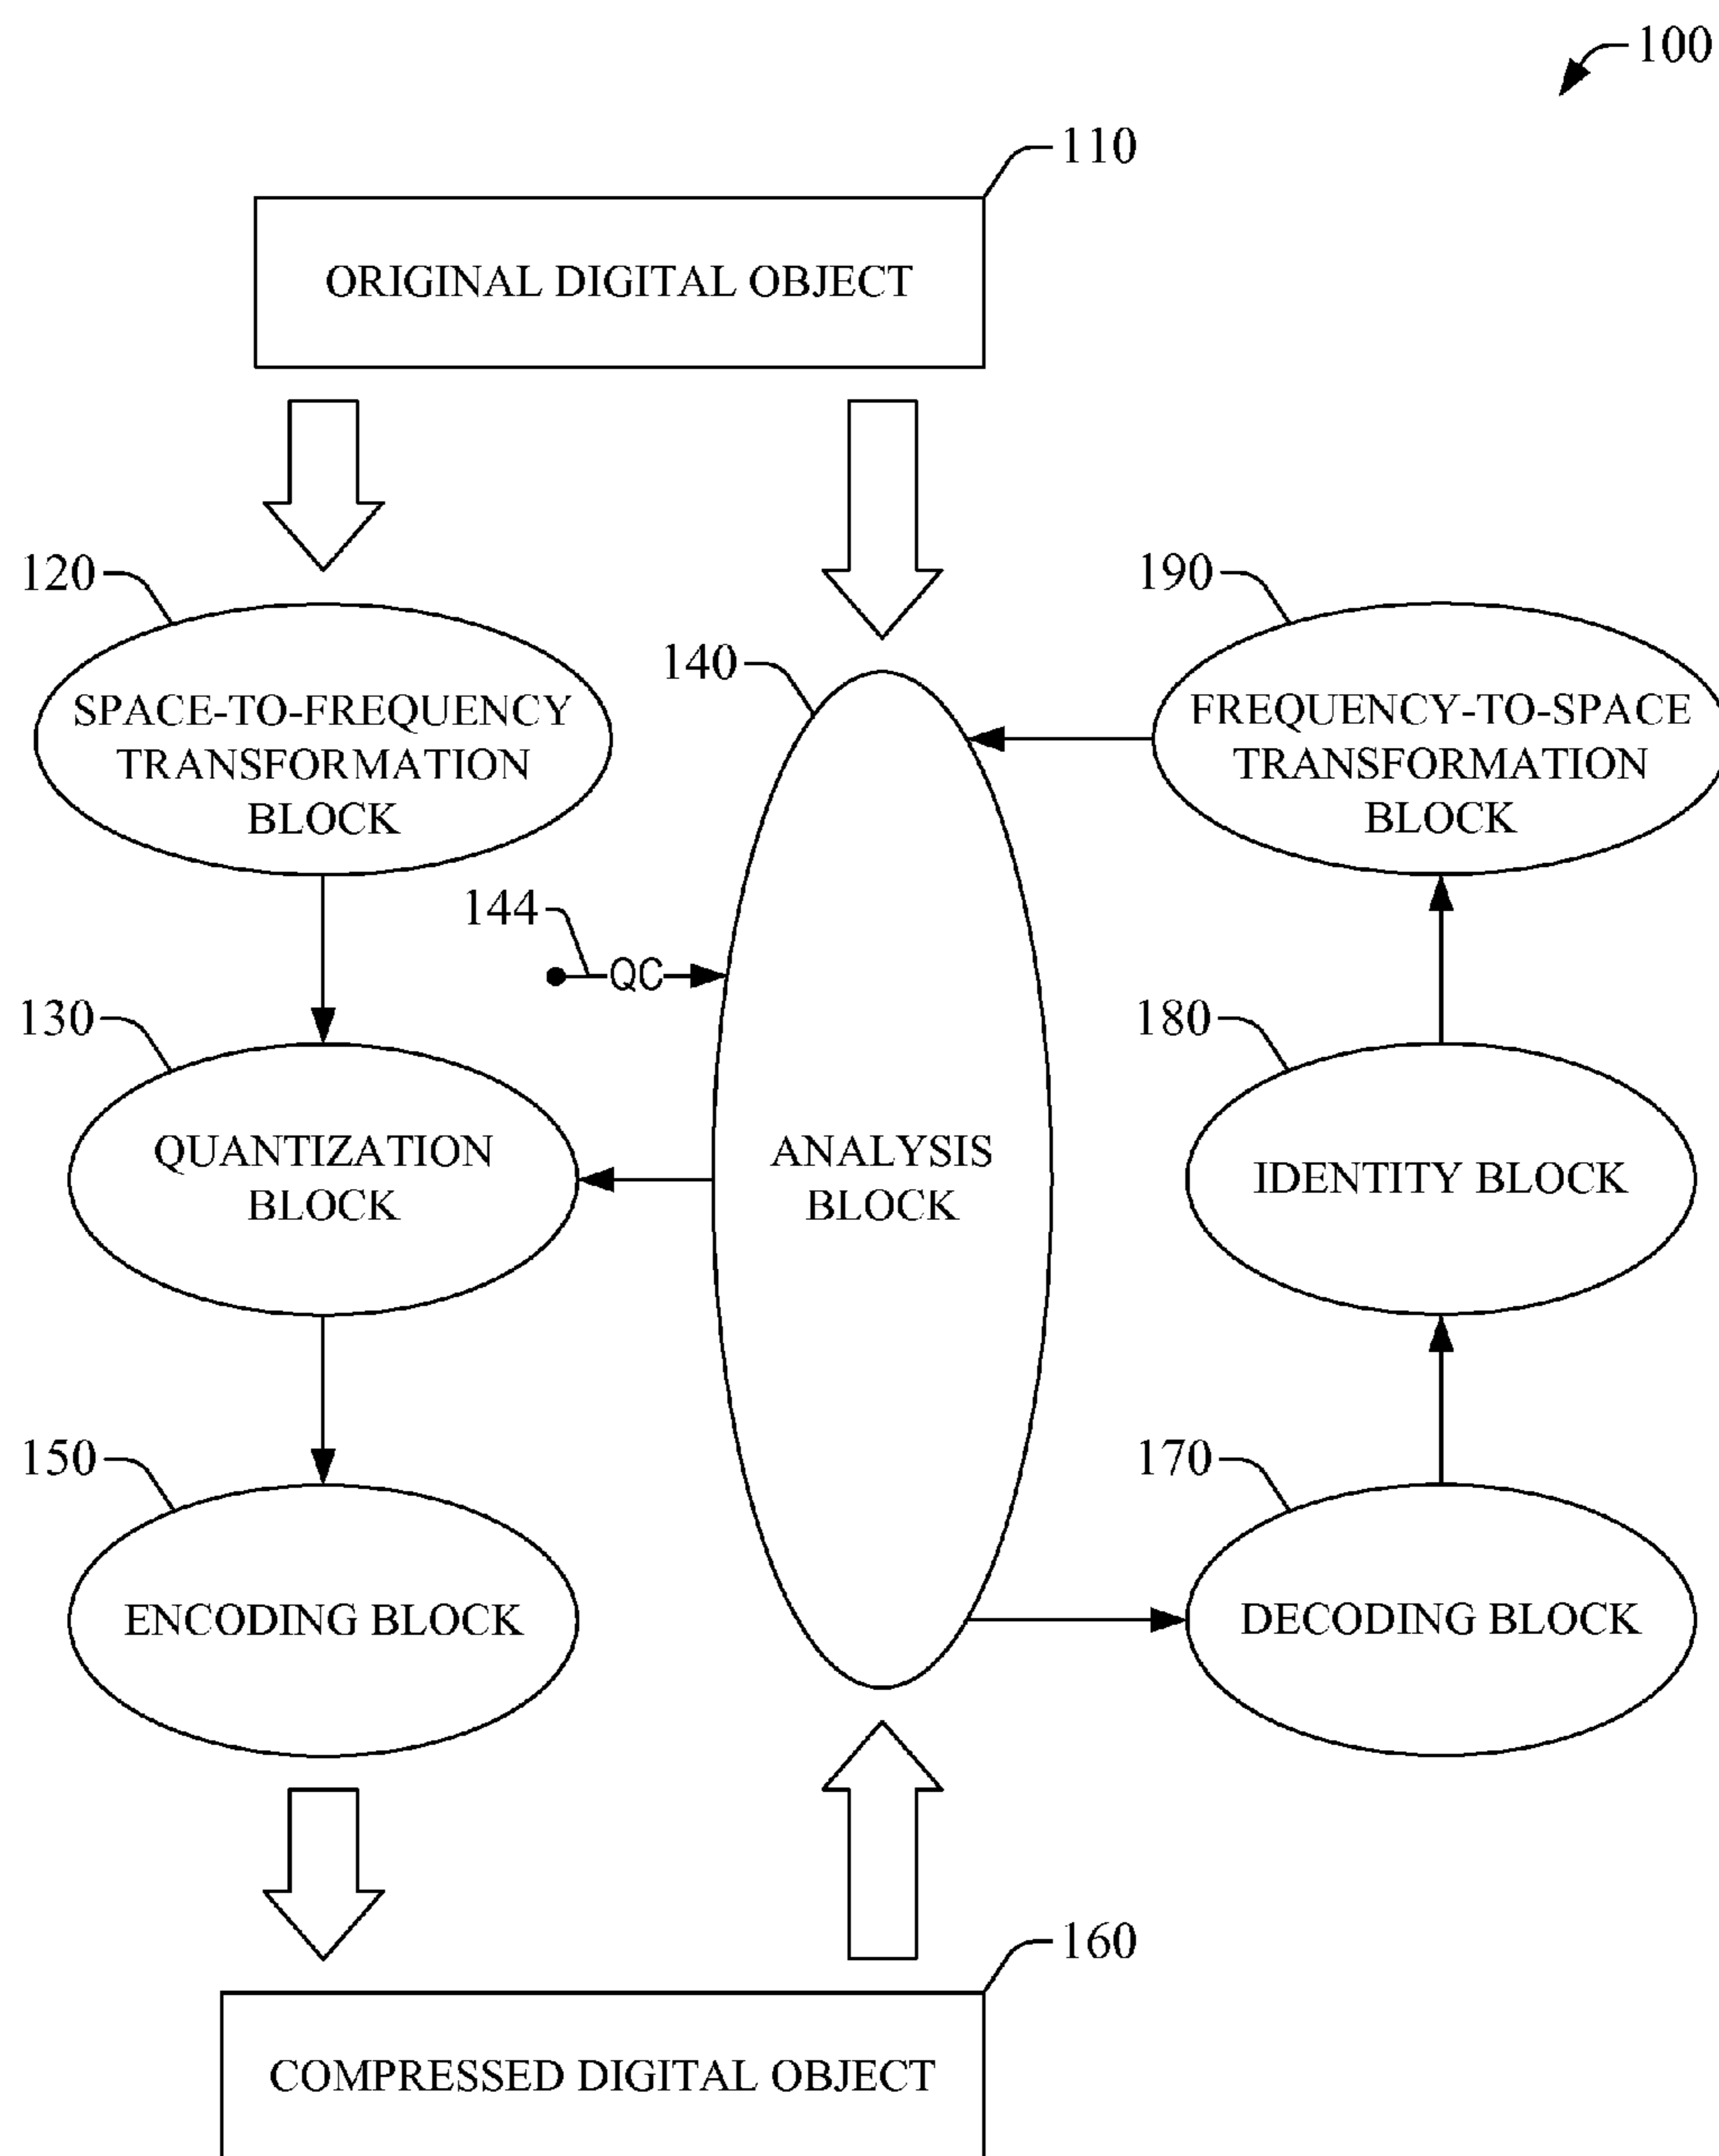 100
110
ORIGINAL DIGITAL OBJECT
120
SPACE-TO-FREQUENCY
TRANSFORMATION
BLOCK
190
FREQUENCY-TO-SPACE
TRANSFORMATION
BLOCK
140
144
QC
130
QUANTIZATION
BLOCK
ANALYSIS
BLOCK
180
IDENTITY BLOCK
150
ENCODING BLOCK
170
DECODING BLOCK
160
COMPRESSED DIGITAL OBJECT